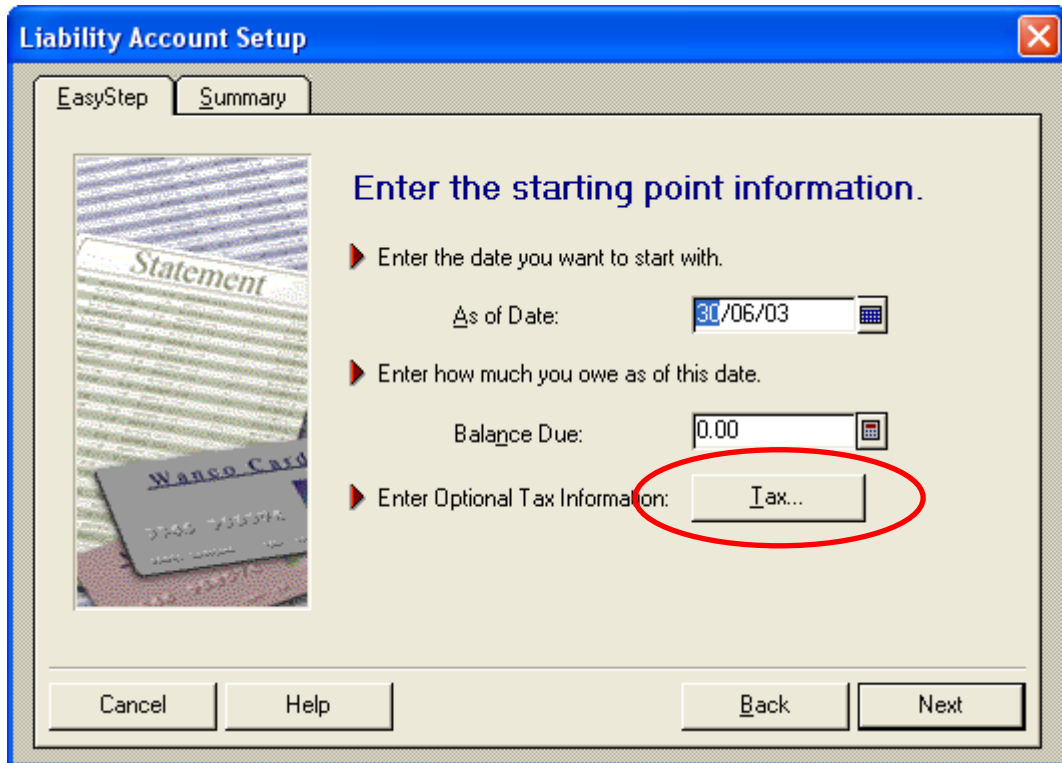 Liability Account Setup
EasyStep Summary
Enter the starting point information.
Statement
Enter the date you want to start with.
As of Date: 30/06/03
Enter how much you owe as of this date.
Balance Due: 0.00
Wanco Card
Enter Optional Tax Information: Tax...
Cancel Help Back Next